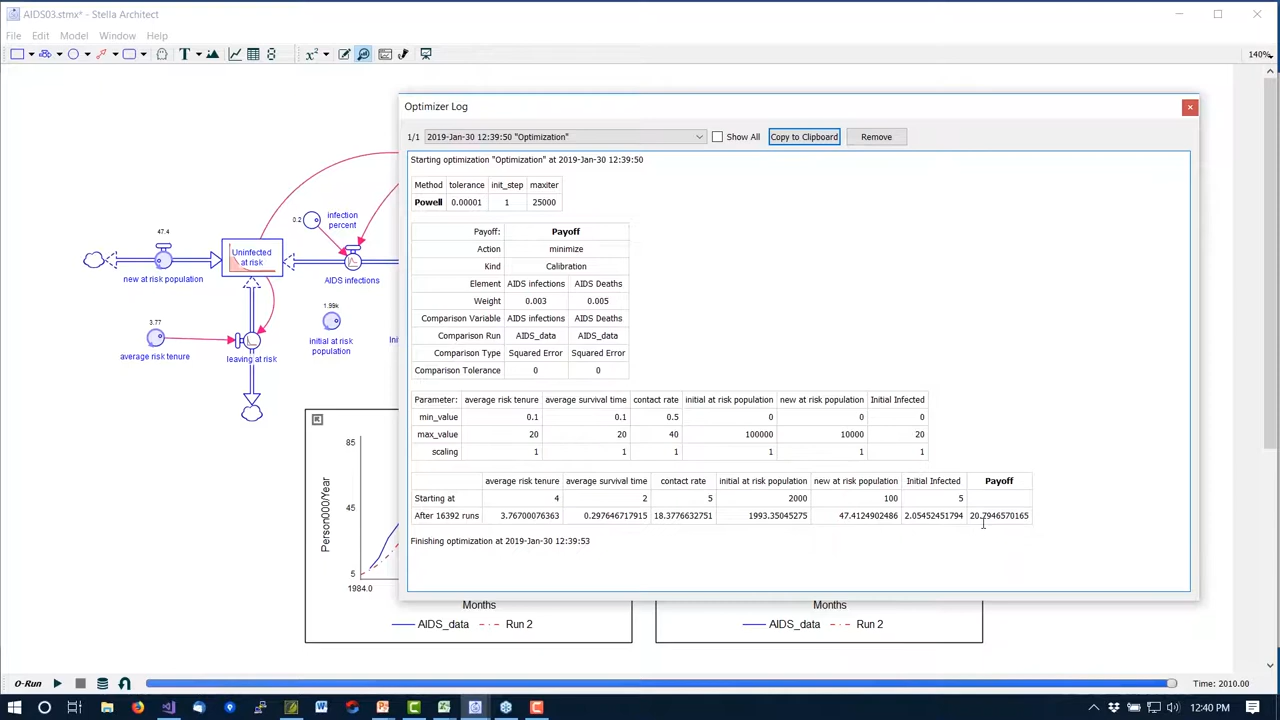 AIDS03.stmx* - Stella Architect
File Edit Model Window Help
T x² 140%
Optimizer Log
1/1 2019-Jan-30 12:39:50 "Optimization" Show All Copy to Clipboard Remove
Starting optimization "Optimization" at 2019-Jan-30 12:39:50
Method tolerance init_step maxiter
Powell 0.00001 1 25000
Payoff: Payoff
Action minimize
Kind Calibration
Element AIDS infections AIDS Deaths
Weight 0.003 0.005
Comparison Variable AIDS infections AIDS Deaths
Comparison Run AIDS_data AIDS_data
Comparison Type Squared Error Squared Error
Comparison Tolerance 0 0
Parameter: average risk tenure average survival time contact rate initial at risk population new at risk population Initial Infected
min_value 0.1 0.1 0.5 0 0 0
max_value 20 20 40 100000 10000 20
scaling 1 1 1 1 1 1
average risk tenure average survival time contact rate initial at risk population new at risk population Initial Infected Payoff
Starting at 4 2 5 2000 100 5
After 16392 runs 3.76700076363 0.297646717915 18.3776632751 1993.35045275 47.4124902486 2.05452451794 20.7946570165
Finishing optimization at 2019-Jan-30 12:39:53
0.2
infection
percent
47.4
Uninfected
at risk
new at risk population
AIDS infections
1.99k
3.77
initial at risk
population
average risk tenure
leaving at risk
85
45
5
Person000/Year
1984.0
Months
AIDS_data Run 2
Months
AIDS_data Run 2
O-Run Time: 2010.00
12:40 PM